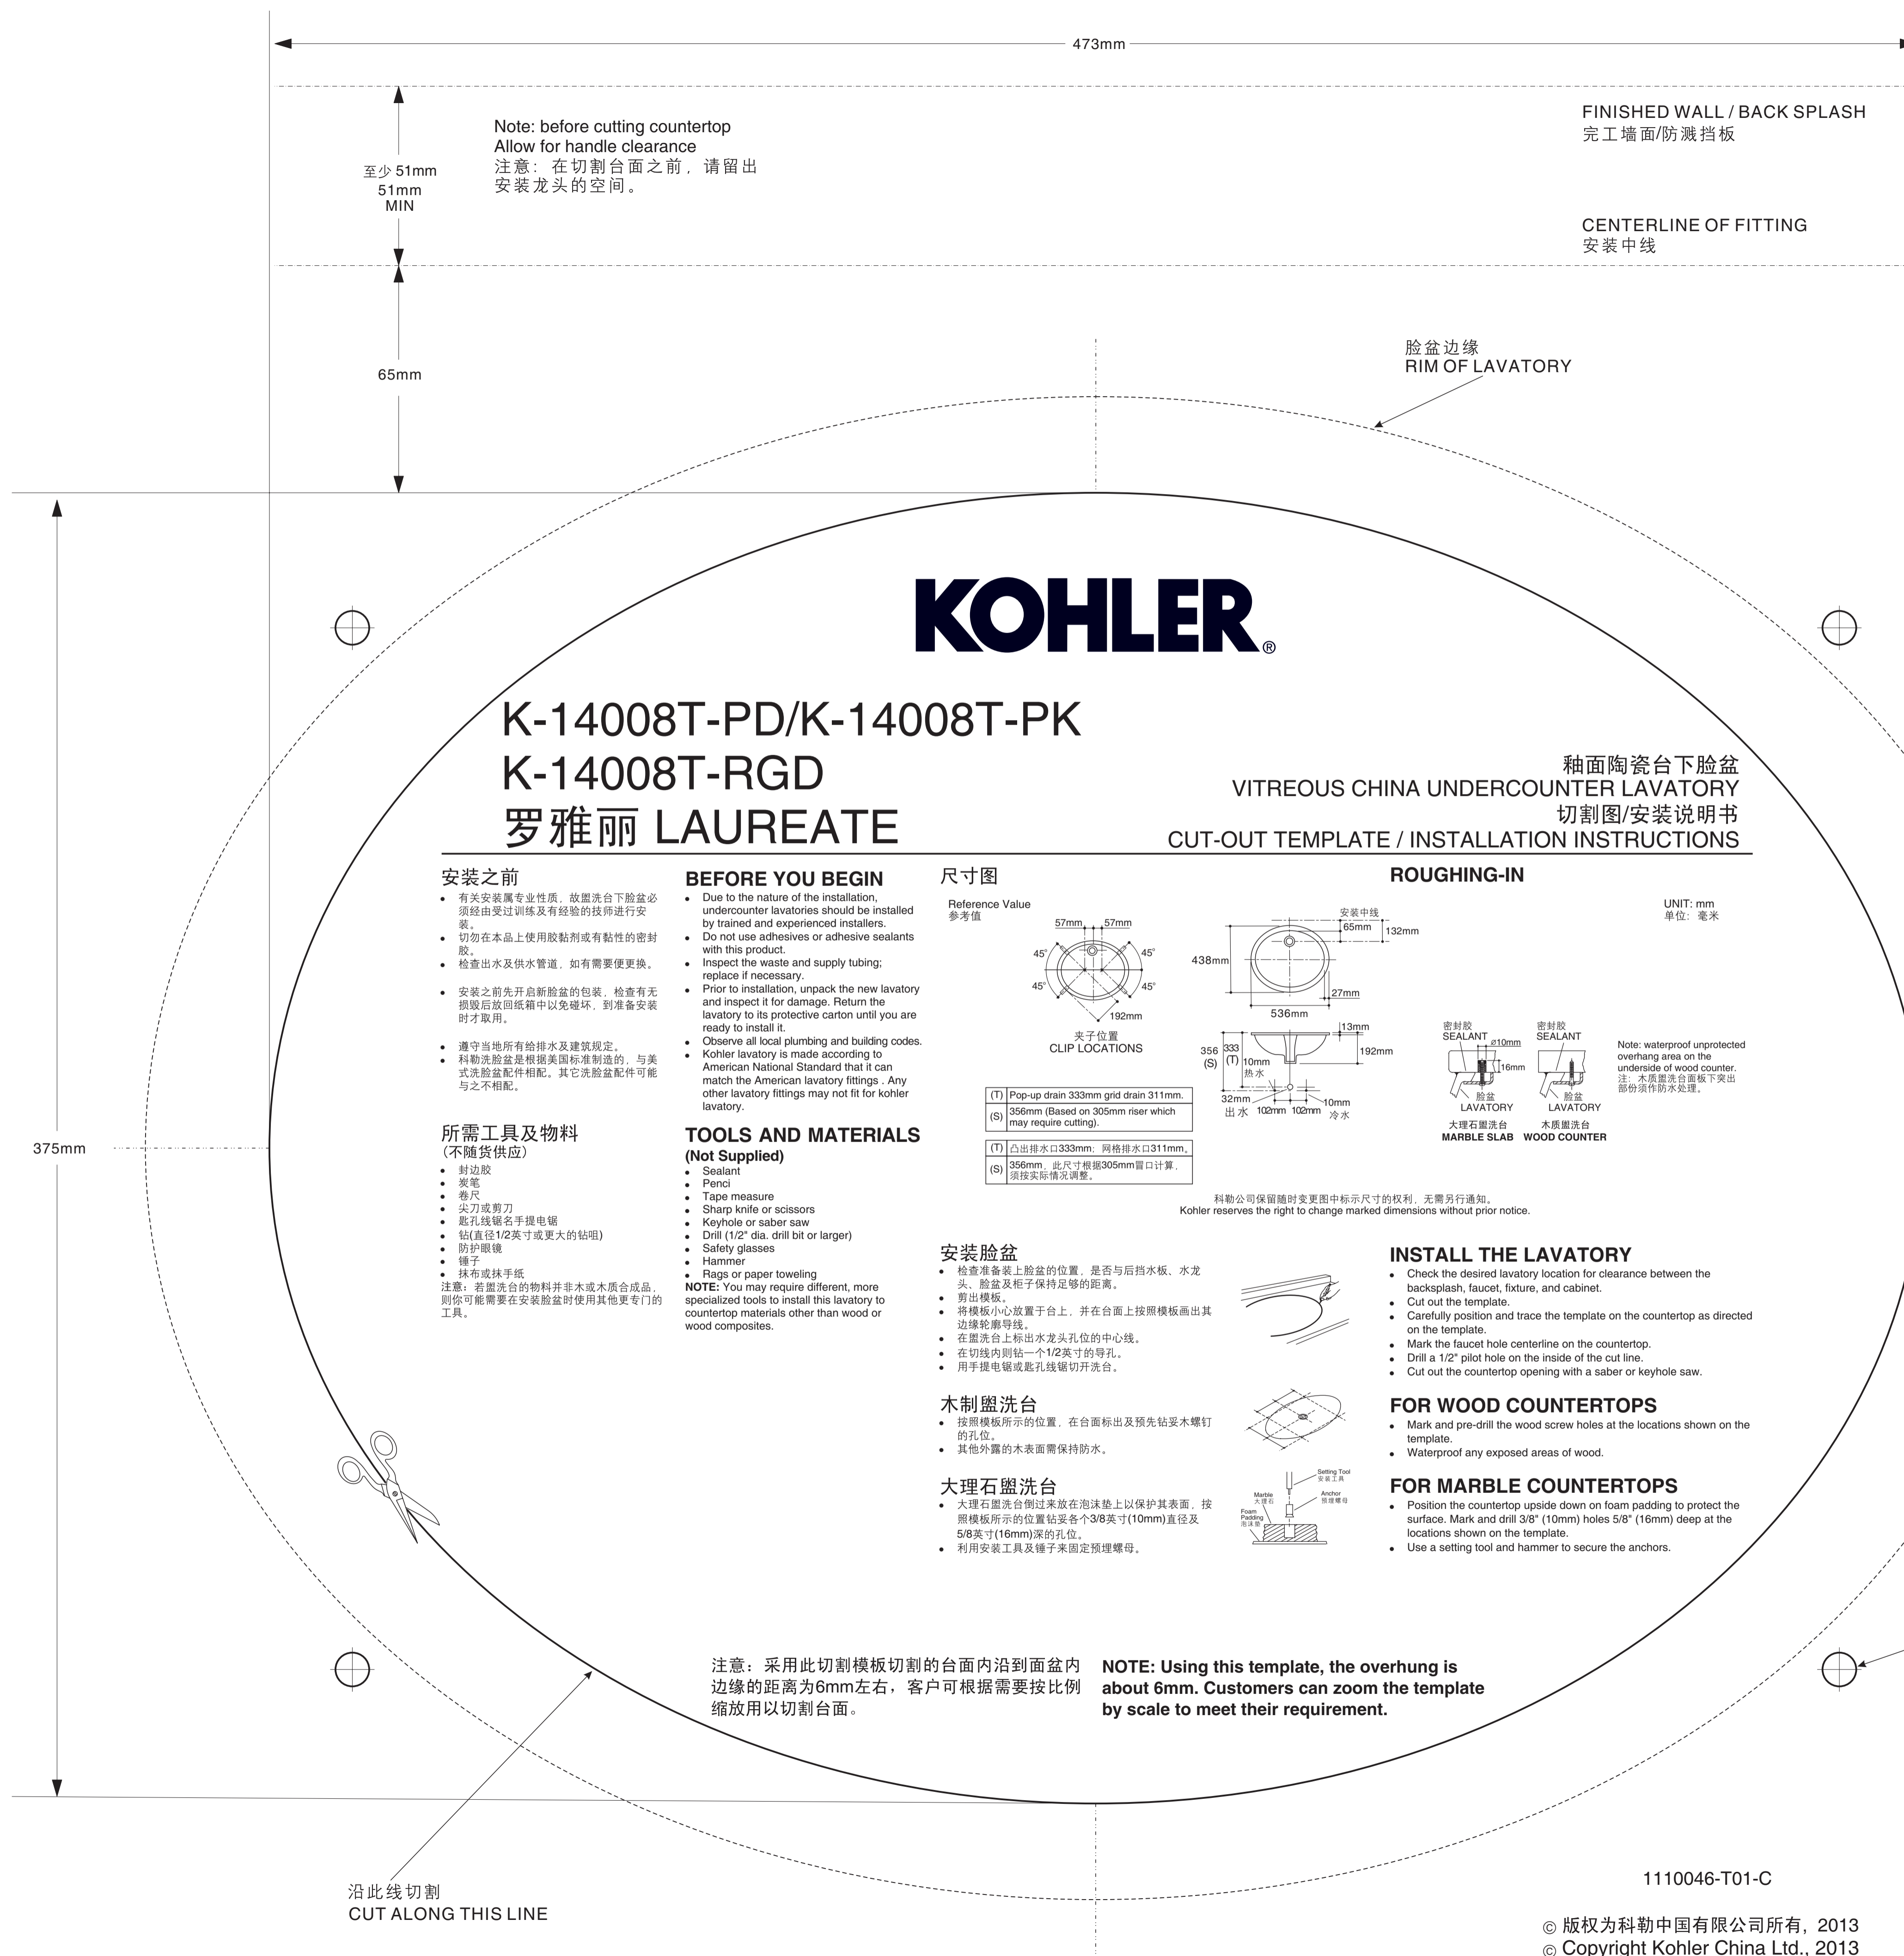 473mm
FINISHED WALL / BACK SPLASH
完工墙面/防溅挡板
Note: before cutting countertop
Allow for handle clearance
注意：在切割台面之前，请留出
安装龙头的空间。
至少 51mm
51mm
MIN
CENTERLINE OF FITTING
安装中线
65mm
脸盆边缘
RIM OF LAVATORY
KOHLER®
K-14008T-PD/K-14008T-PK
K-14008T-RGD
罗雅丽 LAUREATE
釉面陶瓷台下脸盆
VITREOUS CHINA UNDERCOUNTER LAVATORY
切割图/安装说明书
CUT-OUT TEMPLATE / INSTALLATION INSTRUCTIONS
安装之前
• 有关安装属专业性质，故盥洗台下脸盆必
须经由受过训练及有经验的技师进行安
装。
• 切勿在本品上使用胶黏剂或有黏性的密封
胶。
• 检查出水及供水管道，如有需要便更换。
• 安装之前先开启新脸盆的包装，检查有无
损毁后放回纸箱中以免碰坏，到准备安装
时才取用。
• 遵守当地所有给排水及建筑规定。
• 科勒洗脸盆是根据美国标准制造的，与美
式洗脸盆配件相配。其它洗脸盆配件可能
与之不相配。
BEFORE YOU BEGIN
• Due to the nature of the installation,
undercounter lavatories should be installed
by trained and experienced installers.
• Do not use adhesives or adhesive sealants
with this product.
• Inspect the waste and supply tubing;
replace if necessary.
• Prior to installation, unpack the new lavatory
and inspect it for damage. Return the
lavatory to its protective carton until you are
ready to install it.
• Observe all local plumbing and building codes.
• Kohler lavatory is made according to
American National Standard that it can
match the American lavatory fittings . Any
other lavatory fittings may not fit for kohler
lavatory.
所需工具及物料
（不随货供应）
• 封边胶
• 炭笔
• 卷尺
• 尖刀或剪刀
• 匙孔线锯名手提电锯
• 钻(直径1/2英寸或更大的钻咀)
• 防护眼镜
• 锤子
• 抹布或抹手纸
注意：若盥洗台的物料并非木或木质合成品，
则你可能需要在安装脸盆时使用其他更专门的
工具。
TOOLS AND MATERIALS
(Not Supplied)
• Sealant
• Penci
• Tape measure
• Sharp knife or scissors
• Keyhole or saber saw
• Drill (1/2" dia. drill bit or larger)
• Safety glasses
• Hammer
• Rags or paper toweling
NOTE: You may require different, more
specialized tools to install this lavatory to
countertop materials other than wood or
wood composites.
尺寸图
ROUGHING-IN
Reference Value
参考值
UNIT: mm
单位：毫米
57mm 57mm
45° 45°
45° 45°
192mm
夹子位置
CLIP LOCATIONS
安装中线
65mm
132mm
438mm
27mm
536mm
13mm
356
(S)
333
(T)
10mm
热水
192mm
32mm
出水
102mm 102mm
10mm
冷水
密封胶
SEALANT
ø10mm
16mm
脸盆
LAVATORY
大理石盥洗台
MARBLE SLAB
密封胶
SEALANT
脸盆
LAVATORY
木质盥洗台
WOOD COUNTER
Note: waterproof unprotected
overhang area on the
underside of wood counter.
注：木质盥洗台面板下突出
部份须作防水处理。
(T) Pop-up drain 333mm grid drain 311mm.
(S) 356mm (Based on 305mm riser which
may require cutting).
(T) 凸出排水口333mm；网格排水口311mm。
(S) 356mm，此尺寸根据305mm冒口计算，
须按实际情况调整。
科勒公司保留随时变更图中标示尺寸的权利，无需另行通知。
Kohler reserves the right to change marked dimensions without prior notice.
安装脸盆
• 检查准备装上脸盆的位置，是否与后挡水板、水龙
头、脸盆及柜子保持足够的距离。
• 剪出模板。
• 将模板小心放置于台上，并在台面上按照模板画出其
边缘轮廓导线。
• 在盥洗台上标出水龙头孔位的中心线。
• 在切线内则钻一个1/2英寸的导孔。
• 用手提电锯或匙孔线锯切开洗台。
INSTALL THE LAVATORY
• Check the desired lavatory location for clearance between the
backsplash, faucet, fixture, and cabinet.
• Cut out the template.
• Carefully position and trace the template on the countertop as directed
on the template.
• Mark the faucet hole centerline on the countertop.
• Drill a 1/2" pilot hole on the inside of the cut line.
• Cut out the countertop opening with a saber or keyhole saw.
木制盥洗台
• 按照模板所示的位置，在台面标出及预先钻妥木螺钉
的孔位。
• 其他外露的木表面需保持防水。
FOR WOOD COUNTERTOPS
• Mark and pre-drill the wood screw holes at the locations shown on the
template.
• Waterproof any exposed areas of wood.
大理石盥洗台
• 大理石盥洗台倒过来放在泡沫垫上以保护其表面，按
照模板所示的位置钻妥各个3/8英寸(10mm)直径及
5/8英寸(16mm)深的孔位。
• 利用安装工具及锤子来固定预埋螺母。
Setting Tool
安装工具
Marble
大理石
Anchor
预埋螺母
Foam
Padding
泡沫垫
FOR MARBLE COUNTERTOPS
• Position the countertop upside down on foam padding to protect the
surface. Mark and drill 3/8" (10mm) holes 5/8" (16mm) deep at the
locations shown on the template.
• Use a setting tool and hammer to secure the anchors.
375mm
注意：采用此切割模板切割的台面内沿到面盆内
边缘的距离为6mm左右，客户可根据需要按比例
缩放用以切割台面。
NOTE: Using this template, the overhung is
about 6mm. Customers can zoom the template
by scale to meet their requirement.
沿此线切割
CUT ALONG THIS LINE
1110046-T01-C
© 版权为科勒中国有限公司所有, 2013
© Copyright Kohler China Ltd., 2013